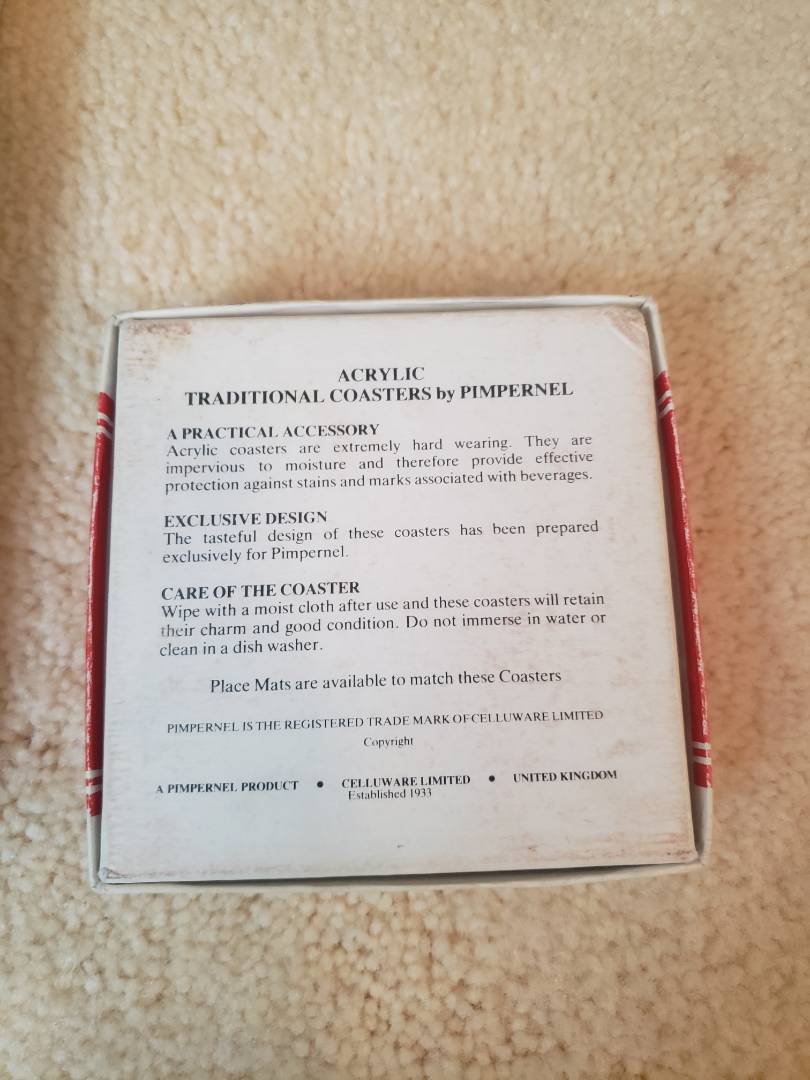 ACRYLIC
TRADITIONAL COASTERS by PIMPERNEL
A PRACTICAL ACCESSORY
Acrylic coasters are extremely hard wearing. They are
impervious to moisture and therefore provide effective
protection against stains and marks associated with beverages.
EXCLUSIVE DESIGN
The tasteful design of these coasters has been prepared
exclusively for Pimpernel.
CARE OF THE COASTER
Wipe with a moist cloth after use and these coasters will retain
their charm and good condition. Do not immerse in water or
clean in a dish washer.
Place Mats are available to match these Coasters
PIMPERNEL IS THE REGISTERED TRADE MARK OF CELLUWARE LIMITED
Copyright
A PIMPERNEL PRODUCT • CELLUWARE LIMITED • UNITED KINGDOM
Established 1933